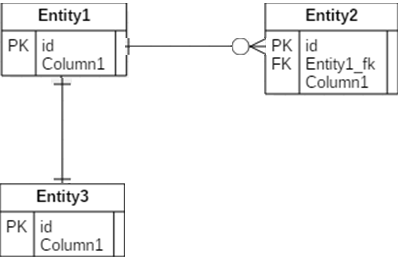 Entity1
PK id
Column1
Entity2
PK id
FK Entity1_fk
Column1
Entity3
PK id
Column1